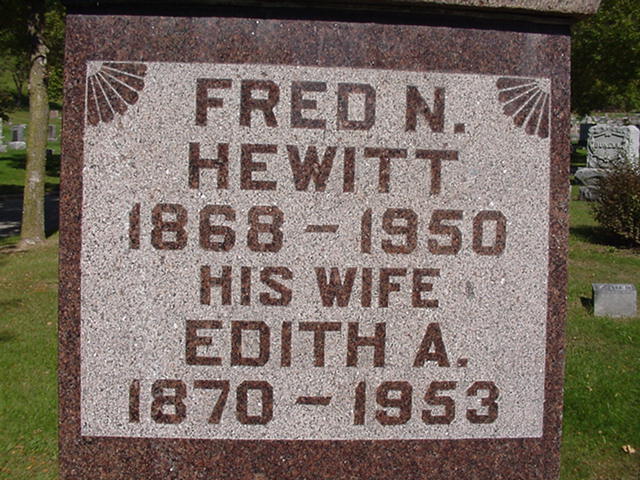 FRED N.
HEWITT
1868 - 1950
HIS WIFE
EDITH A.
1870 - 1953